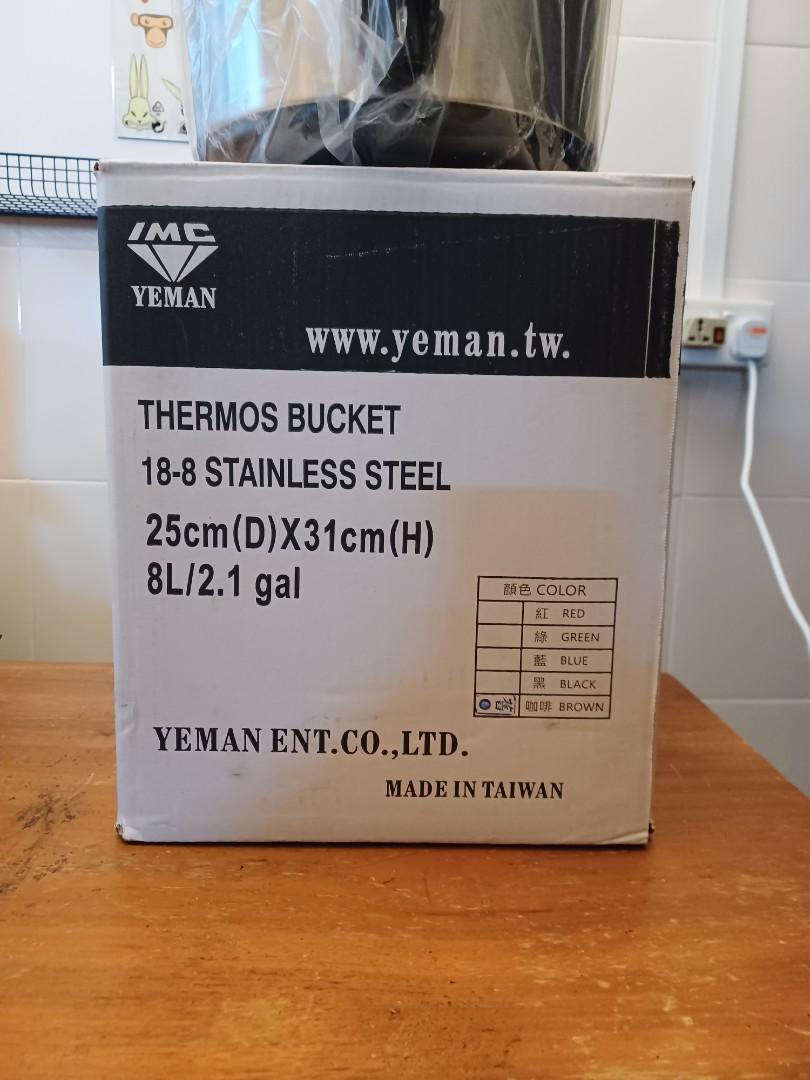 IMC
YEMAN
www.yeman.tw.
THERMOS BUCKET
18-8 STAINLESS STEEL
25cm(D)X31cm(H)
8L/2.1 gal
顏色 COLOR
紅 RED
綠 GREEN
藍 BLUE
黑 BLACK
咖啡 BROWN
YEMAN ENT.CO.,LTD.
MADE IN TAIWAN